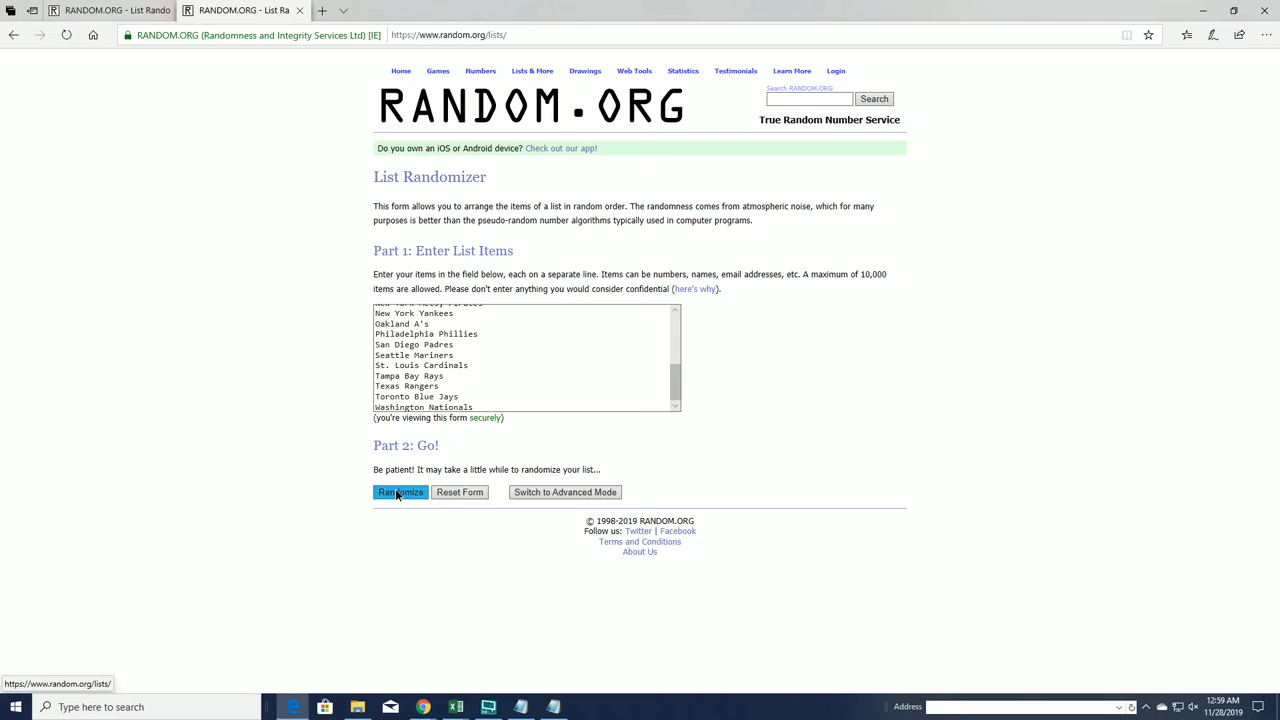 RANDOM.ORG - List Rando
RANDOM.ORG - List Ra
RANDOM.ORG (Randomness and Integrity Services Ltd) [IE]
https://www.random.org/lists/
Home Games Numbers Lists & More Drawings Web Tools Statistics Testimonials Learn More Login
RANDOM.ORG
Search RANDOM.ORG
Search
True Random Number Service
Do you own an iOS or Android device? Check out our app!
List Randomizer
This form allows you to arrange the items of a list in random order. The randomness comes from atmospheric noise, which for many
purposes is better than the pseudo-random number algorithms typically used in computer programs.
Part 1: Enter List Items
Enter your items in the field below, each on a separate line. Items can be numbers, names, email addresses, etc. A maximum of 10,000
items are allowed. Please don't enter anything you would consider confidential (here's why).
New York Yankees
Oakland A's
Philadelphia Phillies
San Diego Padres
Seattle Mariners
St. Louis Cardinals
Tampa Bay Rays
Texas Rangers
Toronto Blue Jays
Washington Nationals
(you're viewing this form securely)
Part 2: Go!
Be patient! It may take a little while to randomize your list...
Randomize Reset Form Switch to Advanced Mode
© 1998-2019 RANDOM.ORG
Follow us: Twitter | Facebook
Terms and Conditions
About Us
https://www.random.org/lists/
Type here to search
Address
12:59 AM
11/28/2019